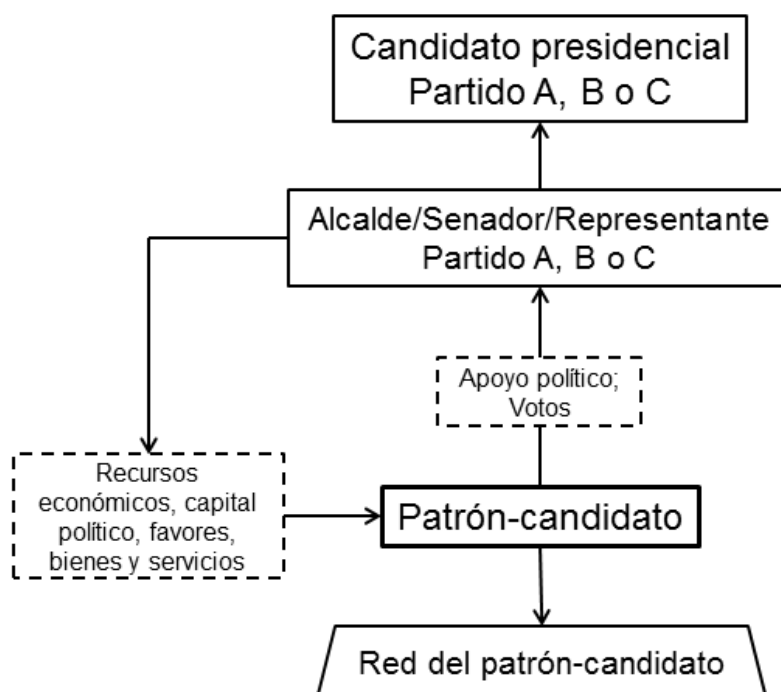 Candidato presidencial
Partido A, B o C
Alcalde/Senador/Representante
Partido A, B o C
Apoyo político;
Votos
Recursos
económicos, capital
político, favores,
bienes y servicios
Patrón-candidato
Red del patrón-candidato